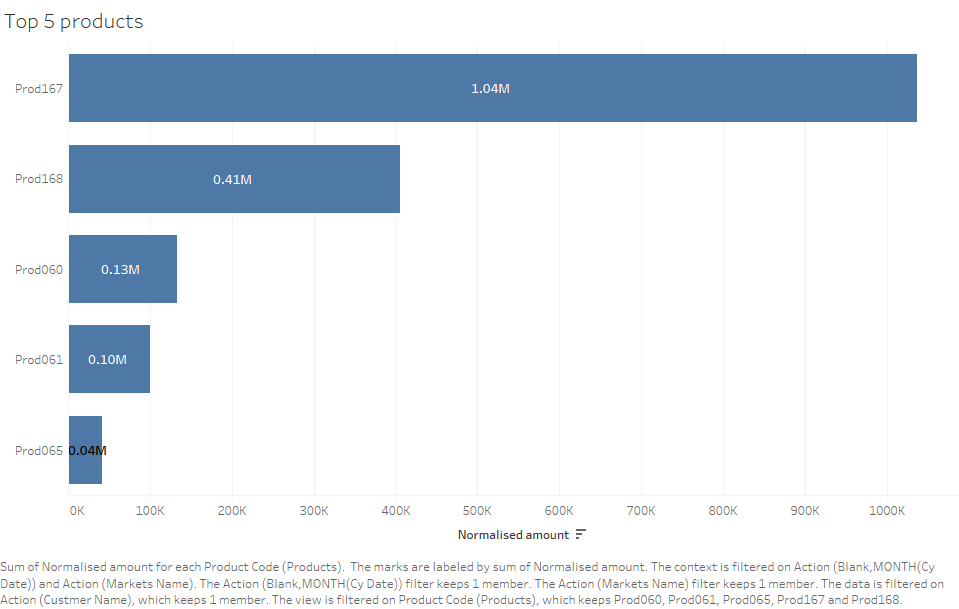 Top 5 products
Prod167
1.04M
Prod168
0.41M
Prod060
0.13M
Prod061
0.10M
Prod065
0.04M
0K 100K 200K 300K 400K 500K 600K 700K 800K 900K 1000K
Normalised amount
Sum of Normalised amount for each Product Code (Products).  The marks are labeled by sum of Normalised amount. The context is filtered on Action (Blank,MONTH(Cy
Date)) and Action (Markets Name). The Action (Blank,MONTH(Cy Date)) filter keeps 1 member. The Action (Markets Name) filter keeps 1 member. The data is filtered on
Action (Custmer Name), which keeps 1 member. The view is filtered on Product Code (Products), which keeps Prod060, Prod061, Prod065, Prod167 and Prod168.